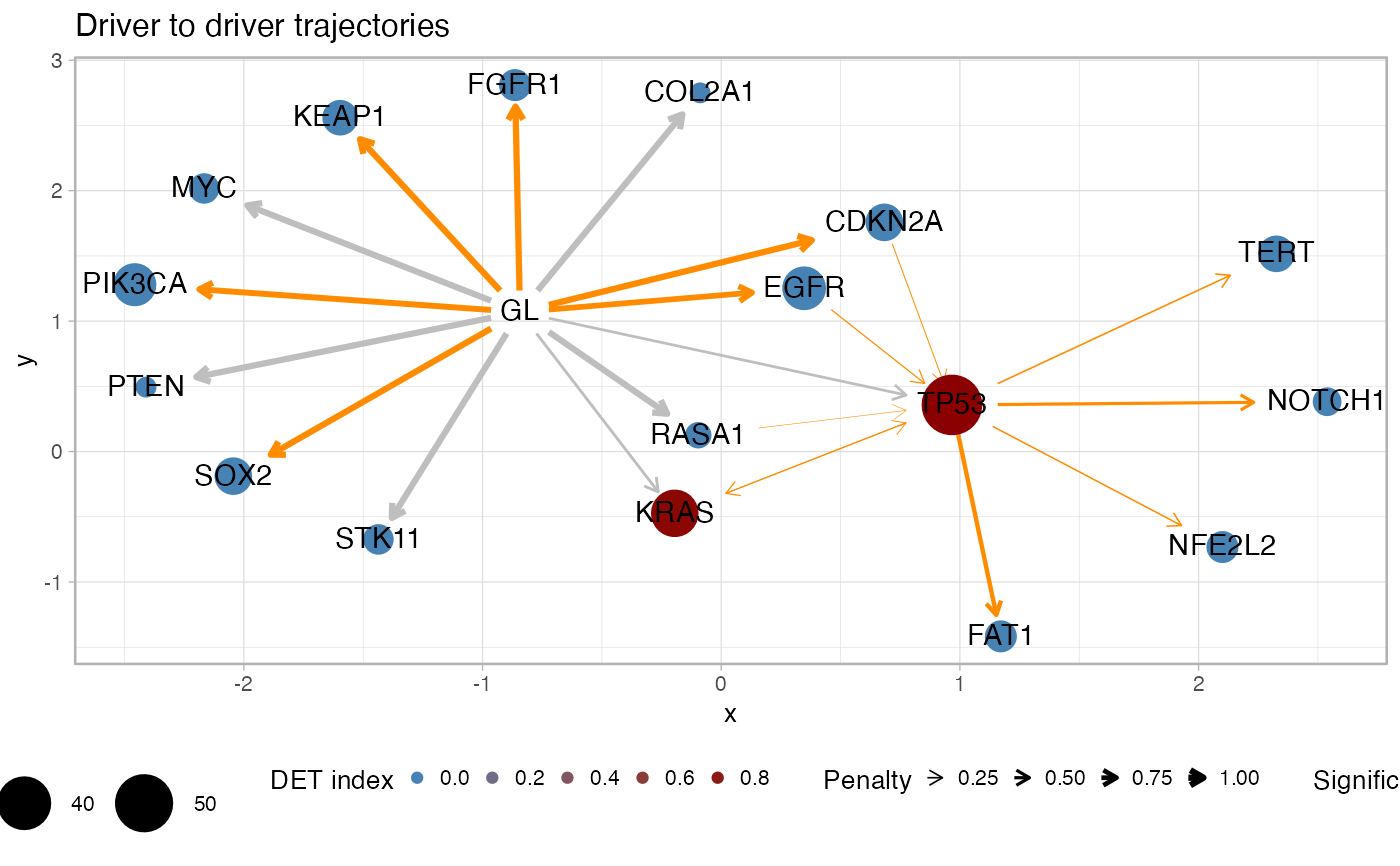 Driver to driver trajectories
3
2
1
0
-1
y
FGFR1
COL2A1
KEAP1
MYC
CDKN2A
TERT
PIK3CA
EGFR
GL
PTEN
TP53
NOTCH1
RASA1
SOX2
KRAS
STK11
NFE2L2
FAT1
-2
-1
0
1
2
x
40
50
DET index
0.0
0.2
0.4
0.6
0.8
Penalty
0.25
0.50
0.75
1.00
Signific